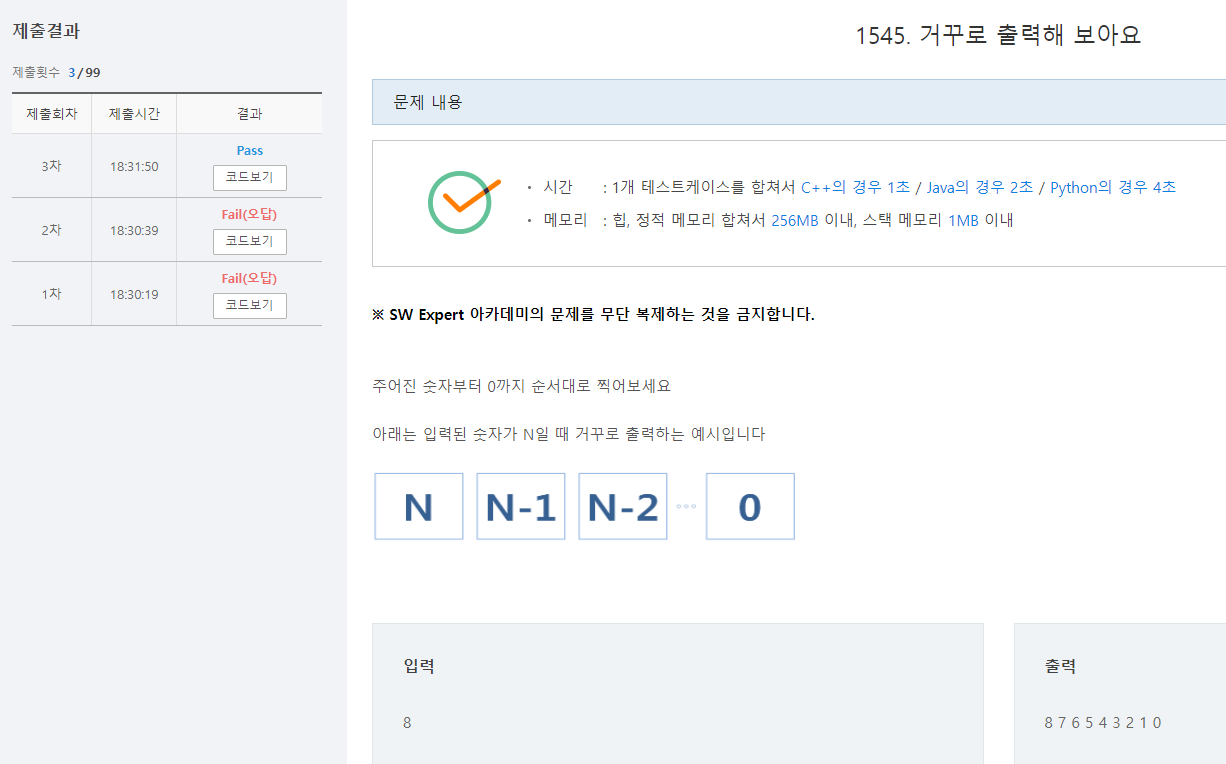 제출결과
제출횟수 3/99
제출회차 제출시간 결과
3차 18:31:50 Pass
코드보기
2차 18:30:39 Fail(오답)
코드보기
1차 18:30:19 Fail(오답)
코드보기
1545. 거꾸로 출력해 보아요
문제 내용
· 시간 : 1개 테스트케이스를 합쳐서 C++의 경우 1초 / Java의 경우 2초 / Python의 경우 4초
· 메모리 : 힙, 정적 메모리 합쳐서 256MB 이내, 스택 메모리 1MB 이내
※ SW Expert 아카데미의 문제를 무단 복제하는 것을 금지합니다.
주어진 숫자부터 0까지 순서대로 찍어보세요
아래는 입력된 숫자가 N일 때 거꾸로 출력하는 예시입니다
N N-1 N-2 ··· 0
입력
8
출력
8 7 6 5 4 3 2 1 0